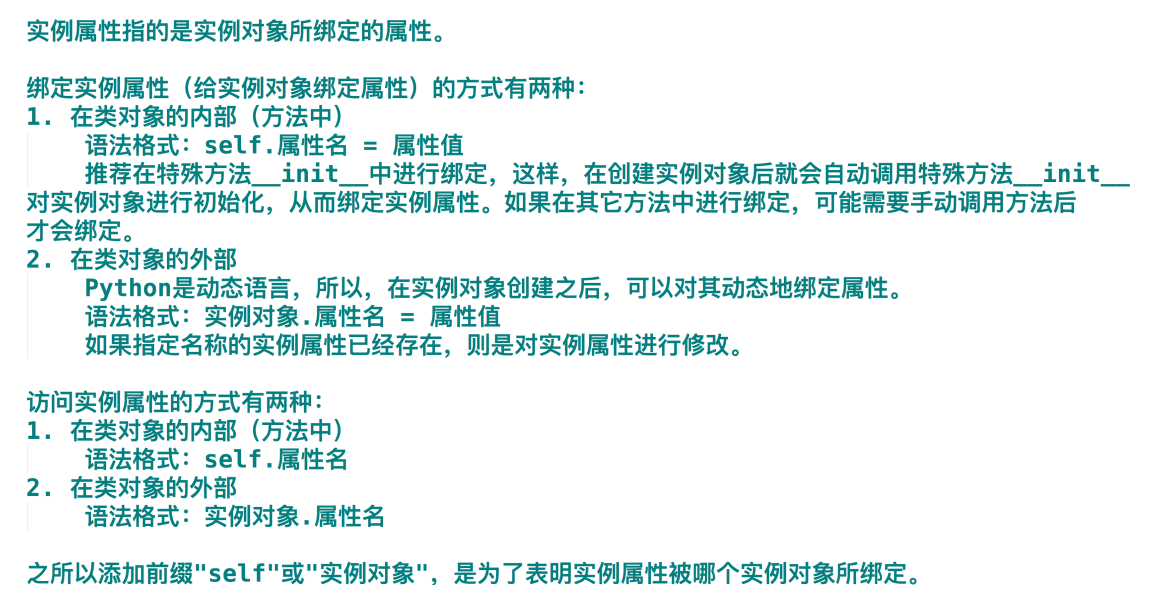 实例属性指的是实例对象所绑定的属性。
绑定实例属性（给实例对象绑定属性）的方式有两种：
1. 在类对象的内部（方法中）
语法格式：self.属性名 = 属性值
推荐在特殊方法__init__中进行绑定，这样，在创建实例对象后就会自动调用特殊方法__init__
对实例对象进行初始化，从而绑定实例属性。如果在其它方法中进行绑定，可能需要手动调用方法后
才会绑定。
2. 在类对象的外部
Python是动态语言，所以，在实例对象创建之后，可以对其动态地绑定属性。
语法格式：实例对象.属性名 = 属性值
如果指定名称的实例属性已经存在，则是对实例属性进行修改。
访问实例属性的方式有两种：
1. 在类对象的内部（方法中）
语法格式：self.属性名
2. 在类对象的外部
语法格式：实例对象.属性名
之所以添加前缀"self"或"实例对象"，是为了表明实例属性被哪个实例对象所绑定。